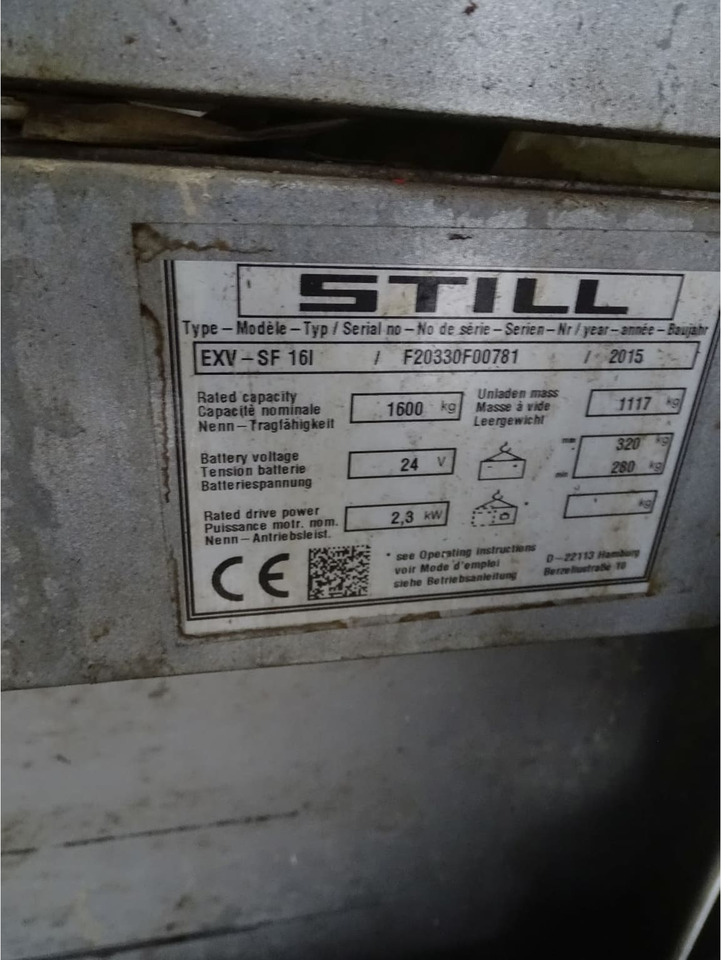 STILL
Type – Modèle – Typ / Serial no – No de série – Serien – Nr / year – année – Baujahr
EXV – SF 16I / F20330F00781 / 2015
Rated capacity
Capacité nominale
Nenn – Tragfähigkeit
1600 kg
Unladen mass
Masse à vide
Leergewicht
1117 kg
Battery voltage
Tension batterie
Batteriespannung
24 V
max 320 kg
min 280 kg
Rated drive power
Puissance motr. nom.
Nenn – Antriebsleist.
2,3 kW
kg
CE
* see Operating instructions
voir Mode d'emploi
siehe Betriebsanleitung
D – 22113 Hamburg
Berzeliusstraße 10